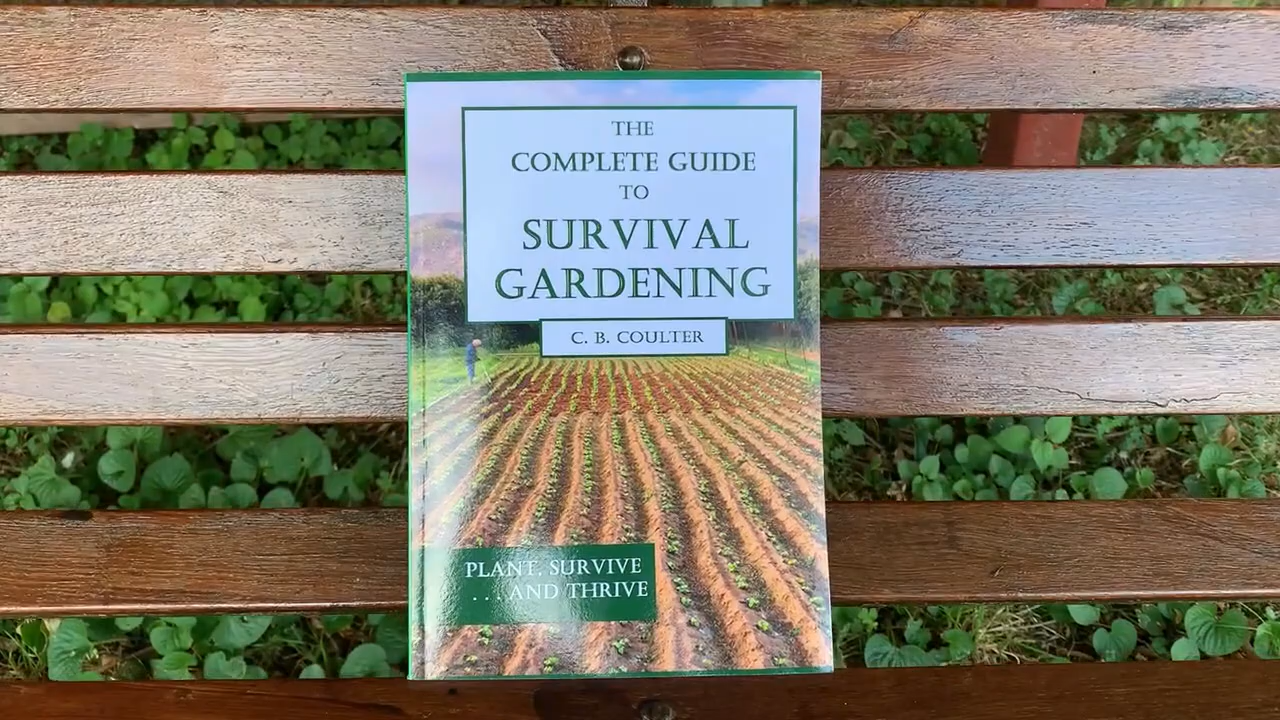 THE
COMPLETE GUIDE
TO
SURVIVAL
GARDENING
C. B. COULTER
PLANT, SURVIVE
...AND THRIVE